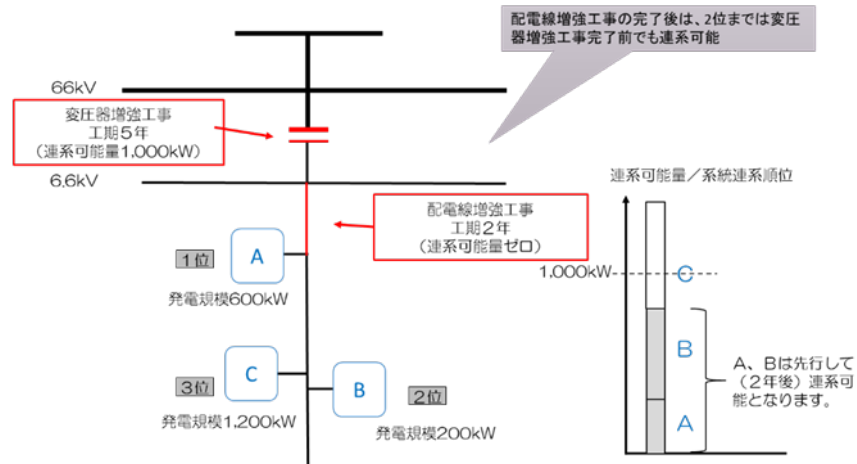 配電線増強工事の完了後は、2位までは変圧
器増強工事完了前でも連系可能
66kV
変圧器増強工事
工期5年
(連系可能量1,000kW)
6.6kV
配電線増強工事
工期2年
(連系可能量ゼロ)
1位
A
発電規模600kW
3位
C
発電規模1,200kW
B
2位
発電規模200kW
連系可能量/系統連系順位
1,000kW
C
B
A
A、Bは先行して
(2年後)連系可
能となります。